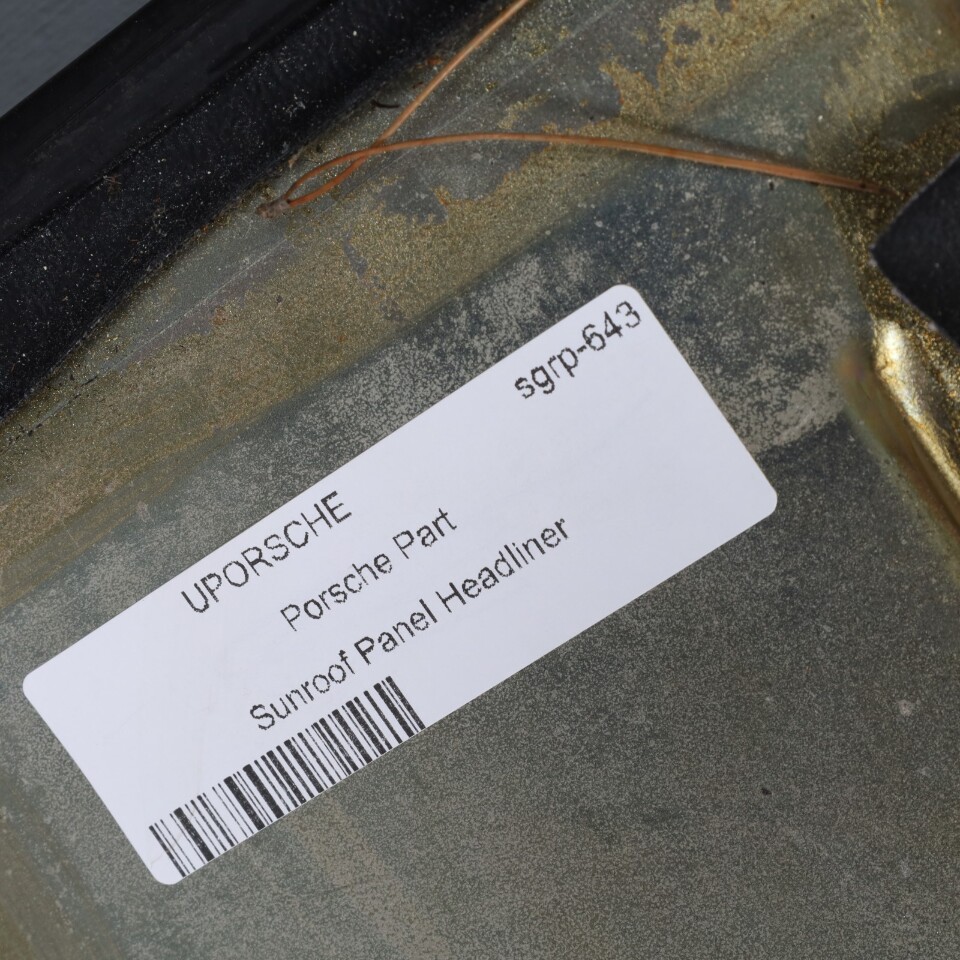 sgrp-643
UPORSCHE
Porsche Part
Sunroof Panel Headliner